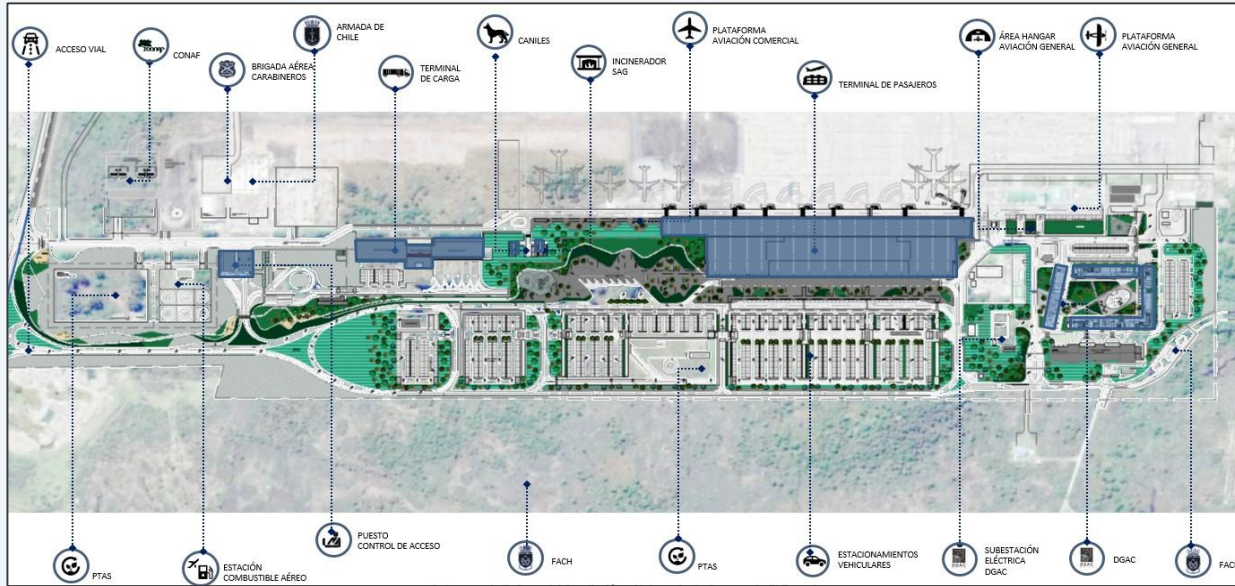 ACCESO VIAL
CONAF
BRIGADA AÉREA
CARABINEROS
ARMADA DE
CHILE
TERMINAL
DE CARGA
CANILES
INCINERADOR
SAG
PLATAFORMA
AVIACIÓN COMERCIAL
TERMINAL DE PASAJEROS
ÁREA HANGAR
AVIACIÓN GENERAL
PLATAFORMA
AVIACIÓN GENERAL
PTAS
ESTACIÓN
COMBUSTIBLE AÉREO
PUESTO
CONTROL DE ACCESO
FACH
PTAS
ESTACIONAMIENTOS
VEHICULARES
SUBESTACIÓN
ELÉCTRICA
DGAC
DGAC